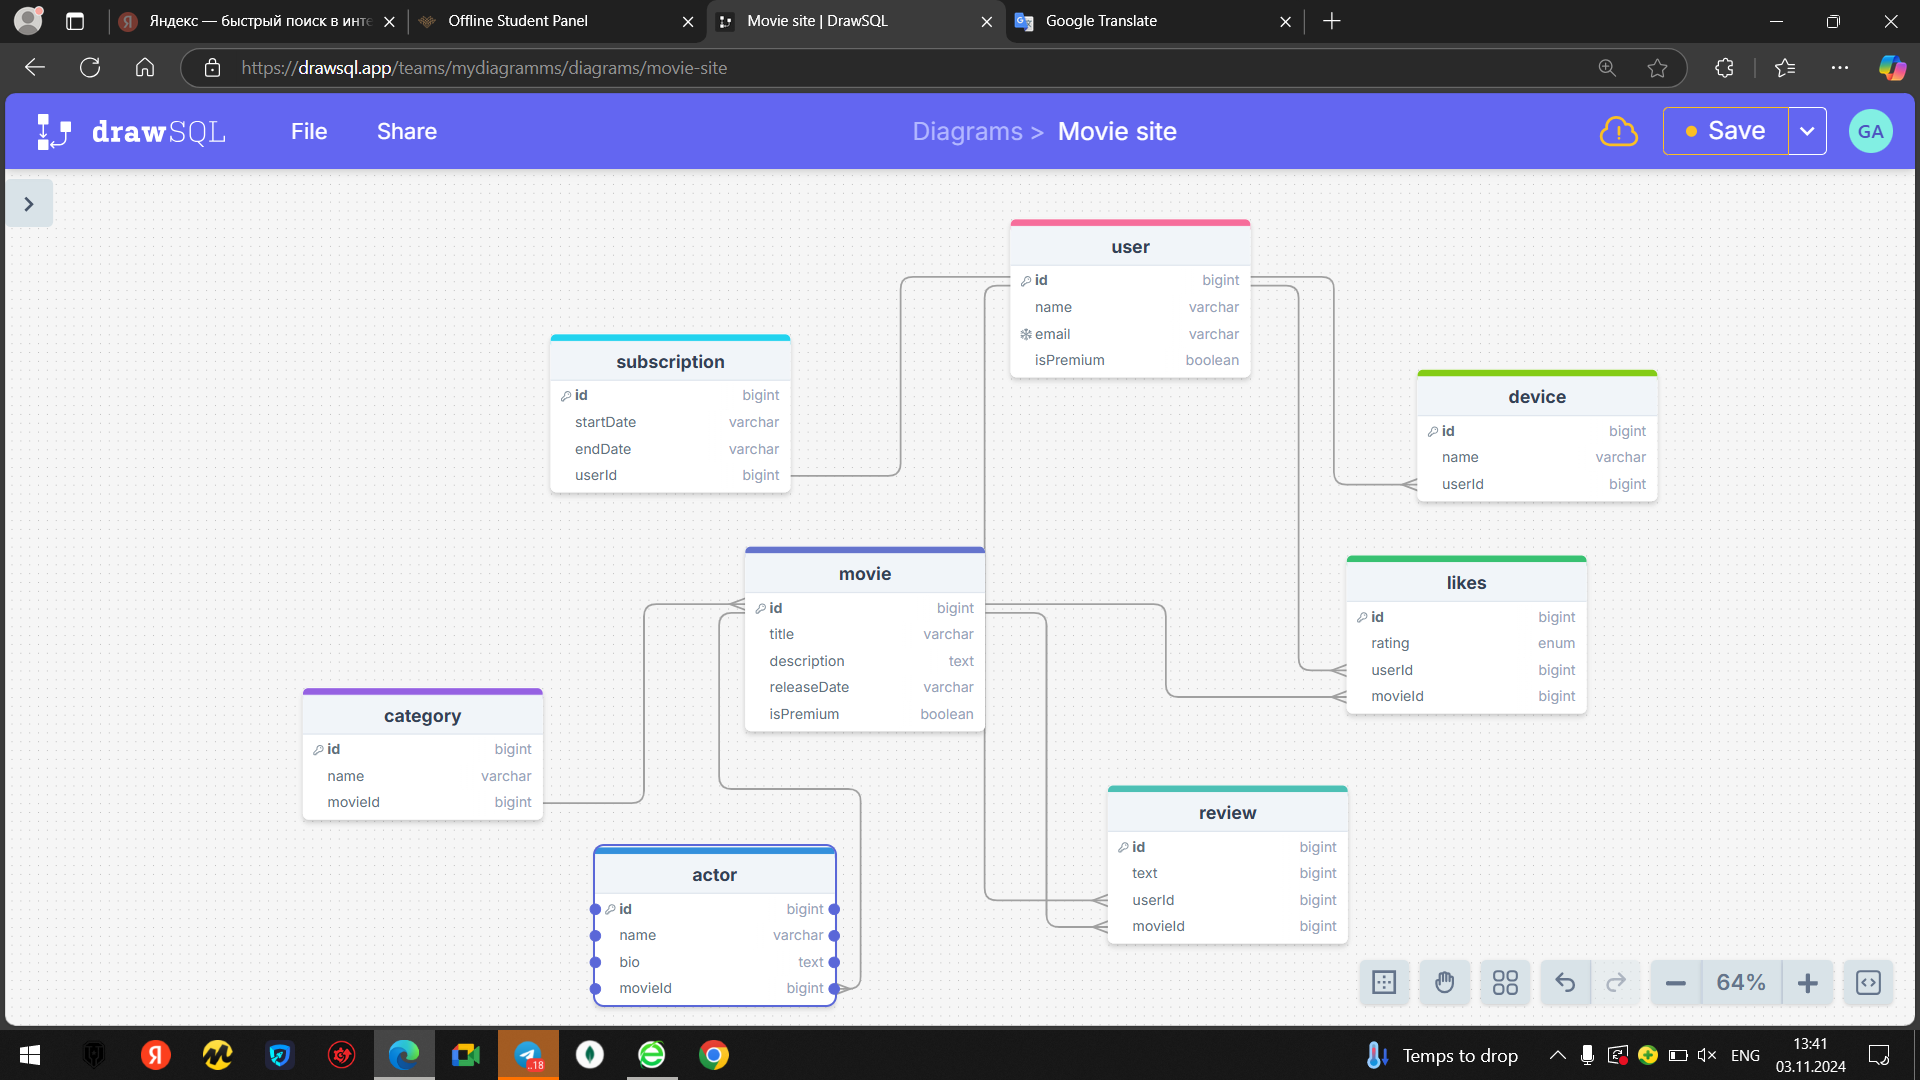 Яндекс — быстрый поиск в инте
Offline Student Panel
Movie site | DrawSQL
Google Translate
https://drawsql.app/teams/mydiagramms/diagrams/movie-site
drawSQL
File
Share
Diagrams > Movie site
Save
GA
user
id bigint
name varchar
email varchar
isPremium boolean
subscription
id bigint
startDate varchar
endDate varchar
userId bigint
device
id bigint
name varchar
userId bigint
movie
id bigint
title varchar
description text
releaseDate varchar
isPremium boolean
likes
id bigint
rating enum
userId bigint
movieId bigint
category
id bigint
name varchar
movieId bigint
review
id bigint
text bigint
userId bigint
movieId bigint
actor
id bigint
name varchar
bio text
movieId bigint
64%
Temps to drop
ENG
13:41
03.11.2024
..18